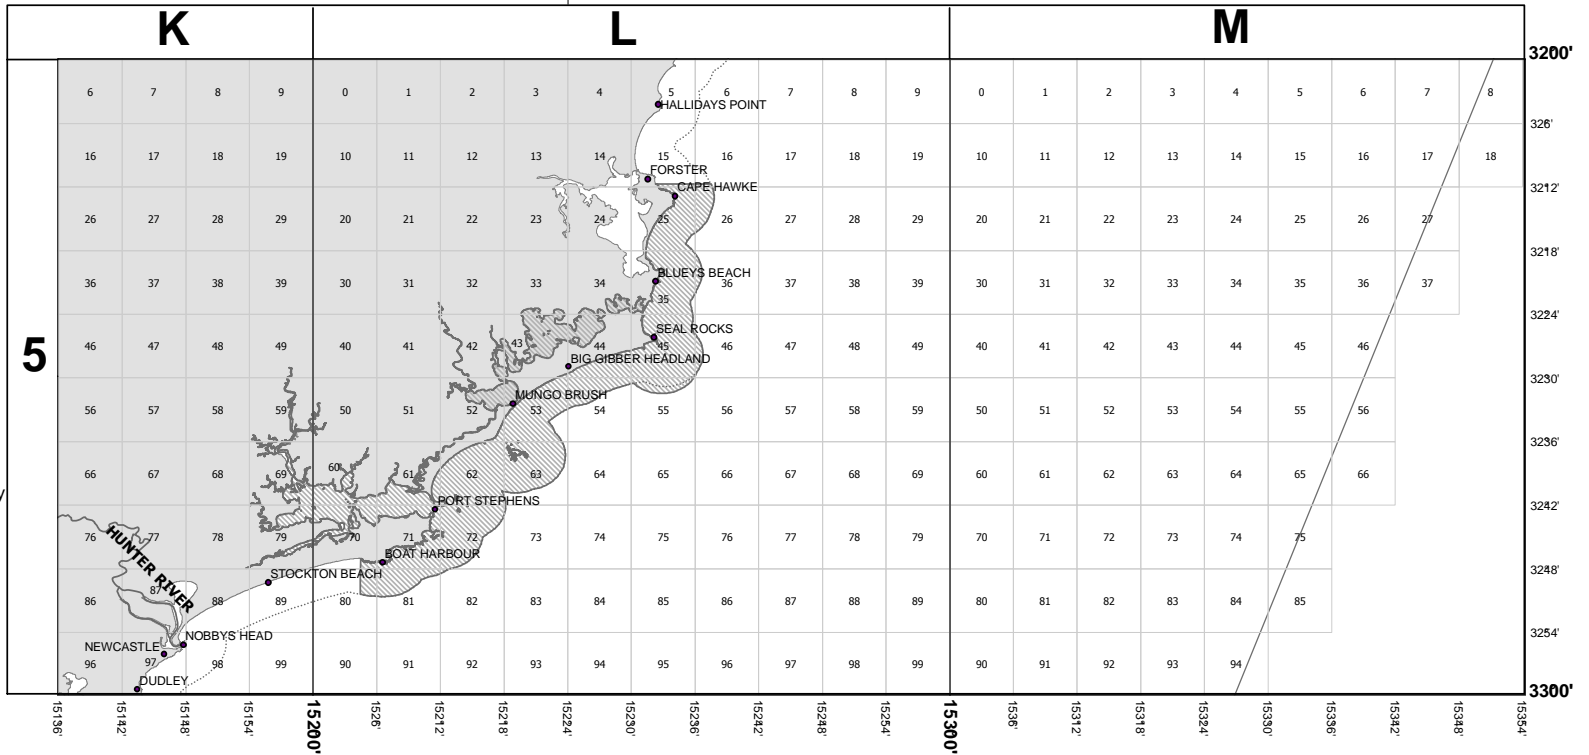 K L M
3200'
6 7 8 9 0 1 2 3 4 5 6 7 8 9 0 1 2 3 4 5 6 7 8
HALLIDAYS POINT
326'
16 17 18 19 10 11 12 13 14 15 16 17 18 19 10 11 12 13 14 15 16 17 18
FORSTER
CAPE HAWKE
3212'
26 27 28 29 20 21 22 23 24 25 26 27 28 29 20 21 22 23 24 25 26 27
3218'
BLUEYS BEACH
36 37 38 39 30 31 32 33 34 35 36 37 38 39 30 31 32 33 34 35 36 37
3224'
SEAL ROCKS
5
46 47 48 49 40 41 42 43 44 45 46 47 48 49 40 41 42 43 44 45 46
BIG GIBBER HEADLAND
3230'
MUNGO BRUSH
56 57 58 59 50 51 52 53 54 55 56 57 58 59 50 51 52 53 54 55 56
3236'
66 67 68 69 60 61 62 63 64 65 66 67 68 69 60 61 62 63 64 65 66
PORT STEPHENS
3242'
76 77 78 79 70 71 72 73 74 75 76 77 78 79 70 71 72 73 74 75
HUNTER RIVER
BOAT HARBOUR
3248'
STOCKTON BEACH
86 87 88 89 80 81 82 83 84 85 86 87 88 89 80 81 82 83 84 85
3254'
NOBBYS HEAD
NEWCASTLE
96 97 98 99 90 91 92 93 94 95 96 97 98 99 90 91 92 93 94
DUDLEY
3300'
15136' 15142' 15148' 15154' 15200' 1526' 15212' 15218' 15224' 15230' 15236' 15242' 15248' 15254' 15300' 1536' 15312' 15318' 15324' 15330' 15336' 15342' 15348' 15354'